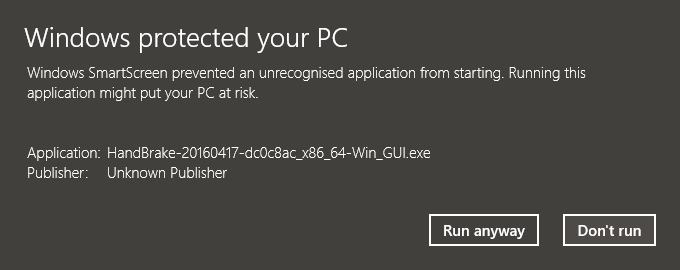 Windows protected your PC
Windows SmartScreen prevented an unrecognised application from starting. Running this
application might put your PC at risk.
Application: HandBrake-20160417-dc0c8ac_x86_64-Win_GUI.exe
Publisher: Unknown Publisher
Run anyway Don't run